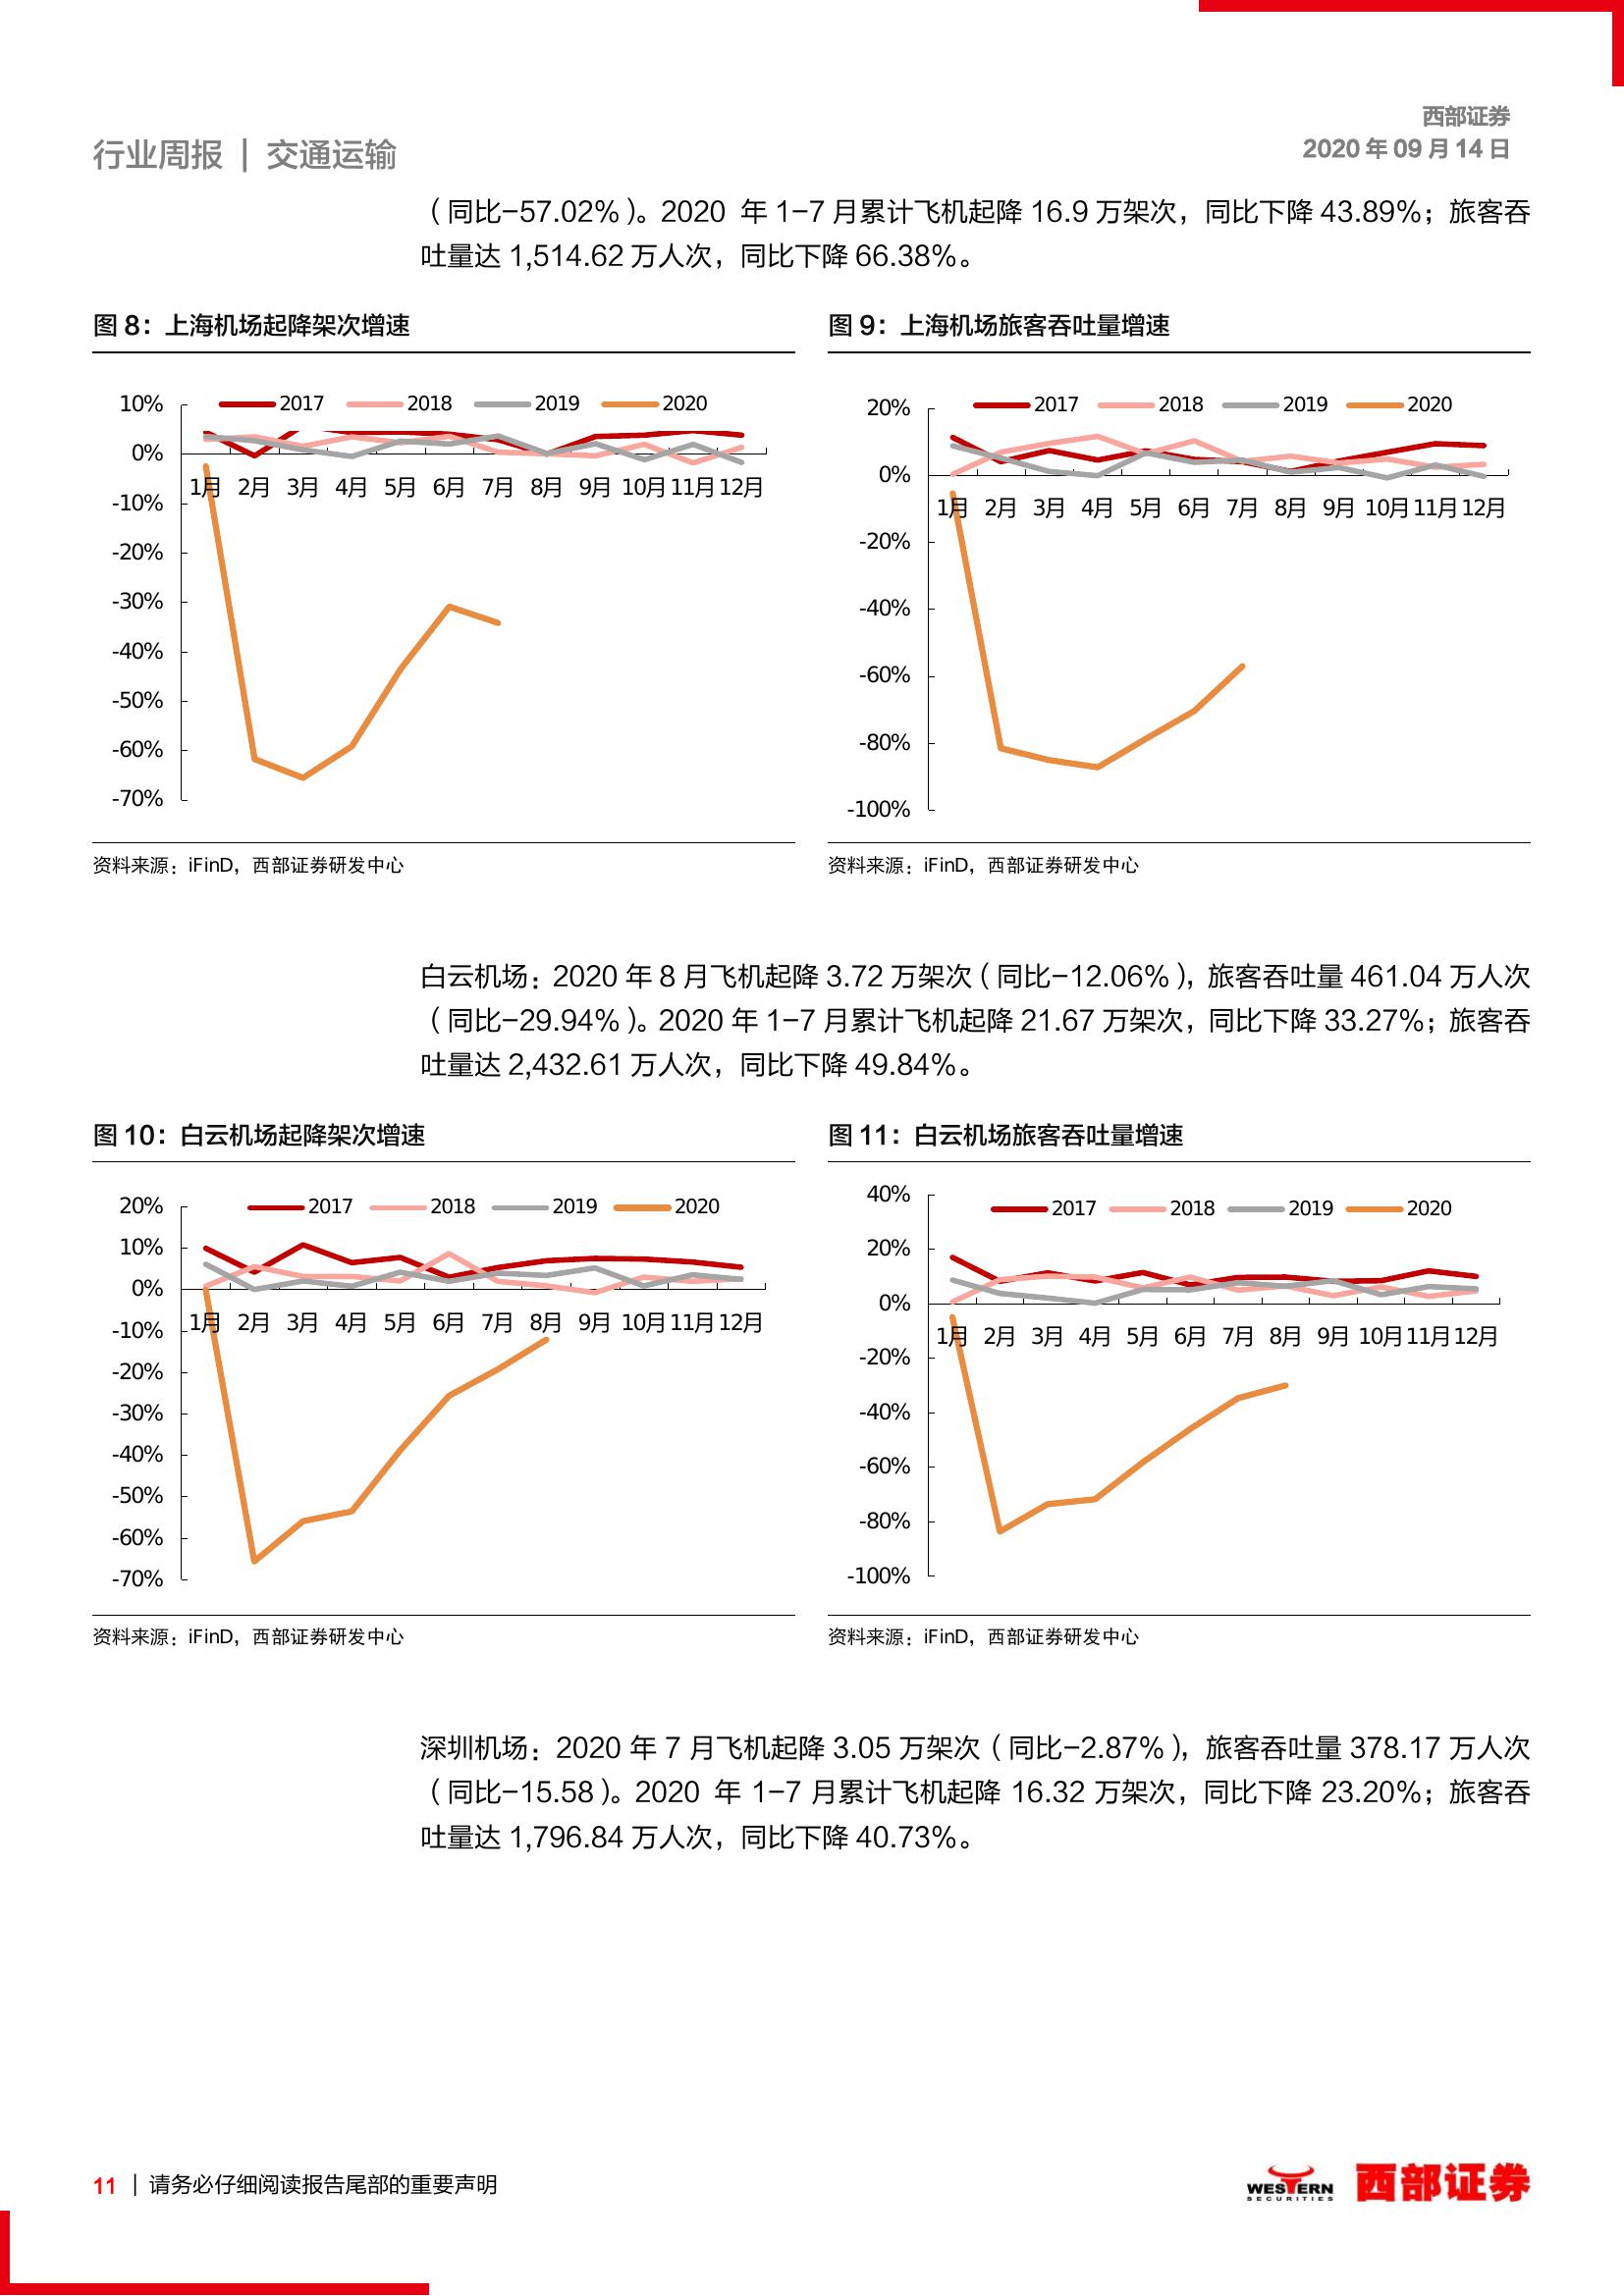 西部证券
行业周报 | 交通运输
2020 年 09 月 14 日
（同比-57.02%）。2020 年 1-7 月累计飞机起降 16.9 万架次，同比下降 43.89%；旅客吞
吐量达 1,514.62 万人次，同比下降 66.38%。
图 8：上海机场起降架次增速
10%
0%
-10%
-20%
-30%
-40%
-50%
-60%
-70%
2017 2018 2019 2020
1月 2月 3月 4月 5月 6月 7月 8月 9月 10月 11月 12月
资料来源：iFinD，西部证券研发中心
图 9：上海机场旅客吞吐量增速
20%
0%
-20%
-40%
-60%
-80%
-100%
2017 2018 2019 2020
1月 2月 3月 4月 5月 6月 7月 8月 9月 10月 11月 12月
资料来源：iFinD，西部证券研发中心
白云机场：2020 年 8 月飞机起降 3.72 万架次（同比-12.06%），旅客吞吐量 461.04 万人次
（同比-29.94%）。2020 年 1-7 月累计飞机起降 21.67 万架次，同比下降 33.27%；旅客吞
吐量达 2,432.61 万人次，同比下降 49.84%。
图 10：白云机场起降架次增速
20%
10%
0%
-10%
-20%
-30%
-40%
-50%
-60%
-70%
2017 2018 2019 2020
1月 2月 3月 4月 5月 6月 7月 8月 9月 10月 11月 12月
资料来源：iFinD，西部证券研发中心
图 11：白云机场旅客吞吐量增速
40%
20%
0%
-20%
-40%
-60%
-80%
-100%
2017 2018 2019 2020
1月 2月 3月 4月 5月 6月 7月 8月 9月 10月 11月 12月
资料来源：iFinD，西部证券研发中心
深圳机场：2020 年 7 月飞机起降 3.05 万架次（同比-2.87%），旅客吞吐量 378.17 万人次
（同比-15.58）。2020 年 1-7 月累计飞机起降 16.32 万架次，同比下降 23.20%；旅客吞
吐量达 1,796.84 万人次，同比下降 40.73%。
11 | 请务必仔细阅读报告尾部的重要声明
WESTERN
SECURITIES
西部证券